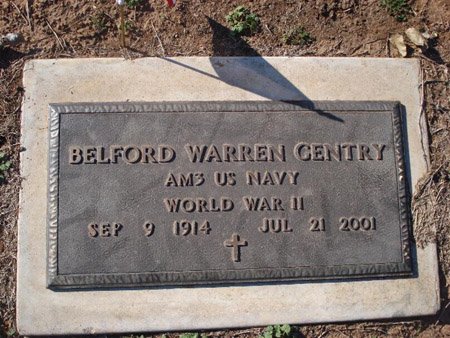 BELFORD WARREN GENTRY
AM3 US NAVY
WORLD WAR II
SEP 9 1914 JUL 21 2001